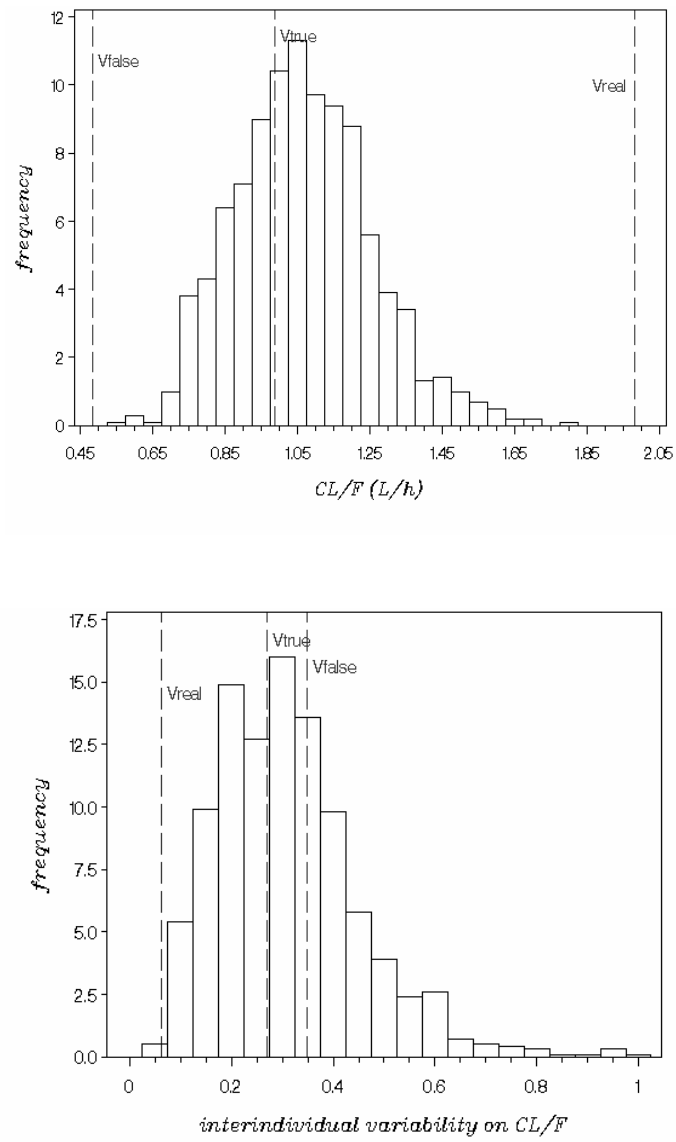 12
10
8
6
4
2
0
frequency
Vfalse
Vtrue
Vreal
0.45 0.65 0.85 1.05 1.25 1.45 1.65 1.85 2.05
CL/F (L/h)
17.5
15.0
12.5
10.0
7.5
5.0
2.5
0.0
frequency
Vreal
Vtrue
Vfalse
0 0.2 0.4 0.6 0.8 1
interindividual variability on CL/F